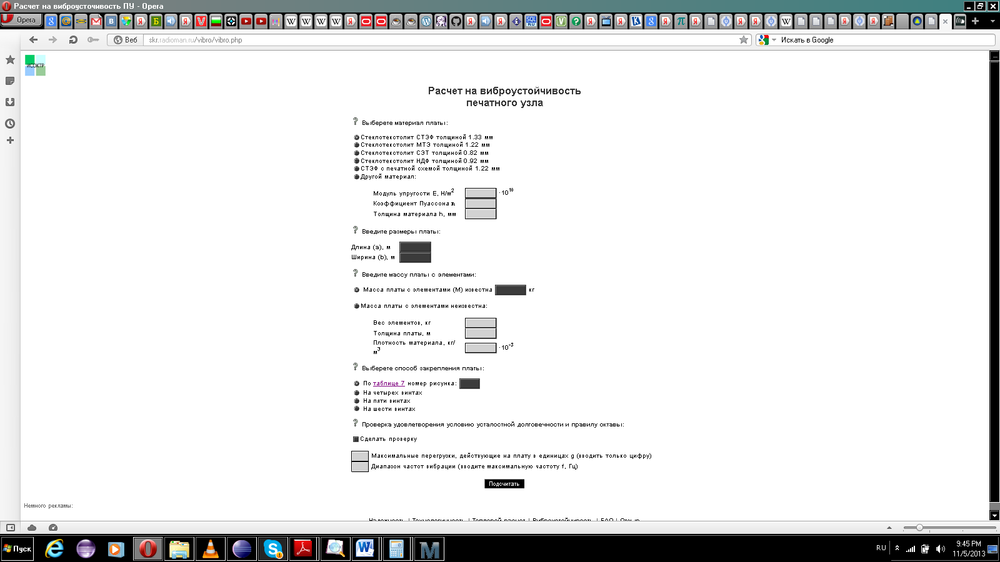 Расчет на виброустойчивость ПУ - Opera
Opera
Веб
skr.radioman.ru/vibro/vibro.php
Искать в Google
ИСОКТР
Расчет на виброустойчивость
печатного узла
? Выберете материал платы:
Стеклотекстолит СТЭФ толщиной 1.33 мм
Стеклотекстолит МТЭ толщиной 1.22 мм
Стеклотекстолит СЭТ толщиной 0.82 мм
Стеклотекстолит НДФ толщиной 0.92 мм
СТЭФ с печатной схемой толщиной 1.22 мм
Другой материал:
Модуль упругости Е, Н/м2 ·1010
Коэффициент Пуассона
Толщина материала h, мм
? Введите размеры платы:
Длина (a), м
Ширина (b), м
? Введите массу платы с элементами:
Масса платы с элементами (М) известна кг
Масса платы с элементами неизвестна:
Вес элементов, кг
Толщина платы, м
Плотность материала, кг/
м3 ·10-3
? Выберете способ закрепления платы:
По таблице 7 номер рисунка:
На четырех винтах
На пяти винтах
На шести винтах
? Проверка удовлетворения условию усталостной долговечности и правилу октавы:
Сделать проверку
Максимальные перегрузки, действующие на плату в единицах g (вводить только цифру)
Диапазон частот вибрации (вводите максимальную частоту f, Гц)
Подсчитать
Немного рекламы:
Надежность | Технологичность | Тепловой расчет | Виброустойчивость | FAQ | Отзыв
Пуск
RU
9:45 PM
11/5/2013